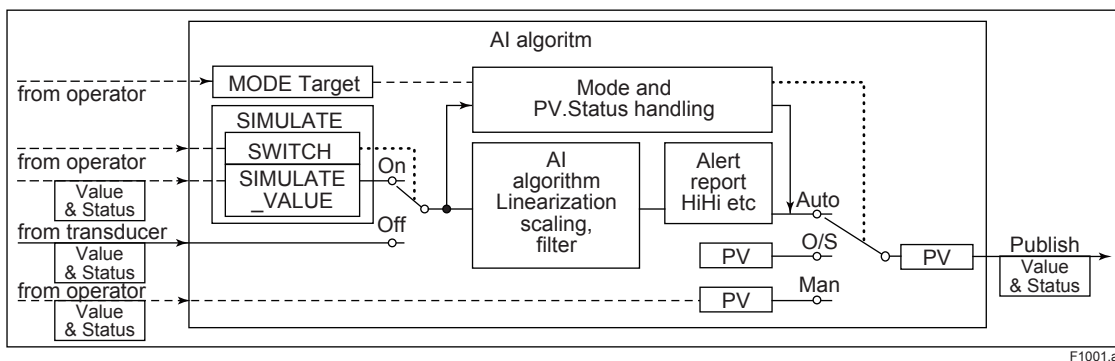 AI algoritm
from operator
MODE Target
Mode and
PV.Status handling
SIMULATE
from operator
SWITCH
SIMULATE
_VALUE
Value
& Status
On
AI
algorithm
Linearization
scaling,
filter
Alert
report
HiHi etc
Auto
from transducer
Value
& Status
Off
PV
O/S
PV
Publish
Value
& Status
from operator
Value
& Status
PV
Man
F1001.ai